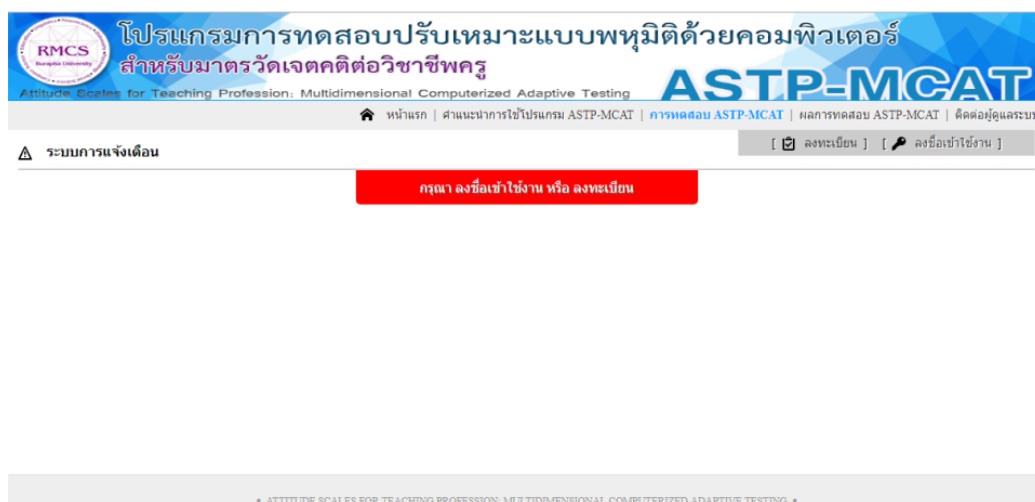 โปรแกรมการทดสอบปรับเหมาะแบบพหุมิติด้วยคอมพิวเตอร์
RMCS
Burapha University
สำหรับมาตรวัดเจตคติต่อวิชาชีพครู
ASTP-MCAT
Attitude Scales for Teaching Profession: Multidimensional Computerized Adaptive Testing
หน้าแรก | คำแนะนำการใช้โปรแกรม ASTP-MCAT | การทดสอบ ASTP-MCAT | ผลการทดสอบ ASTP-MCAT | ติดต่อผู้ดูแลระบบ
[ ลงทะเบียน ] [ ลงชื่อเข้าใช้งาน ]
ระบบการแจ้งเตือน
กรุณา ลงชื่อเข้าใช้งาน หรือ ลงทะเบียน
* ATTITUDE SCALES FOR TEACHING PROFESSION: MULTIDIMENSIONAL COMPUTERIZED ADAPTIVE TESTING *